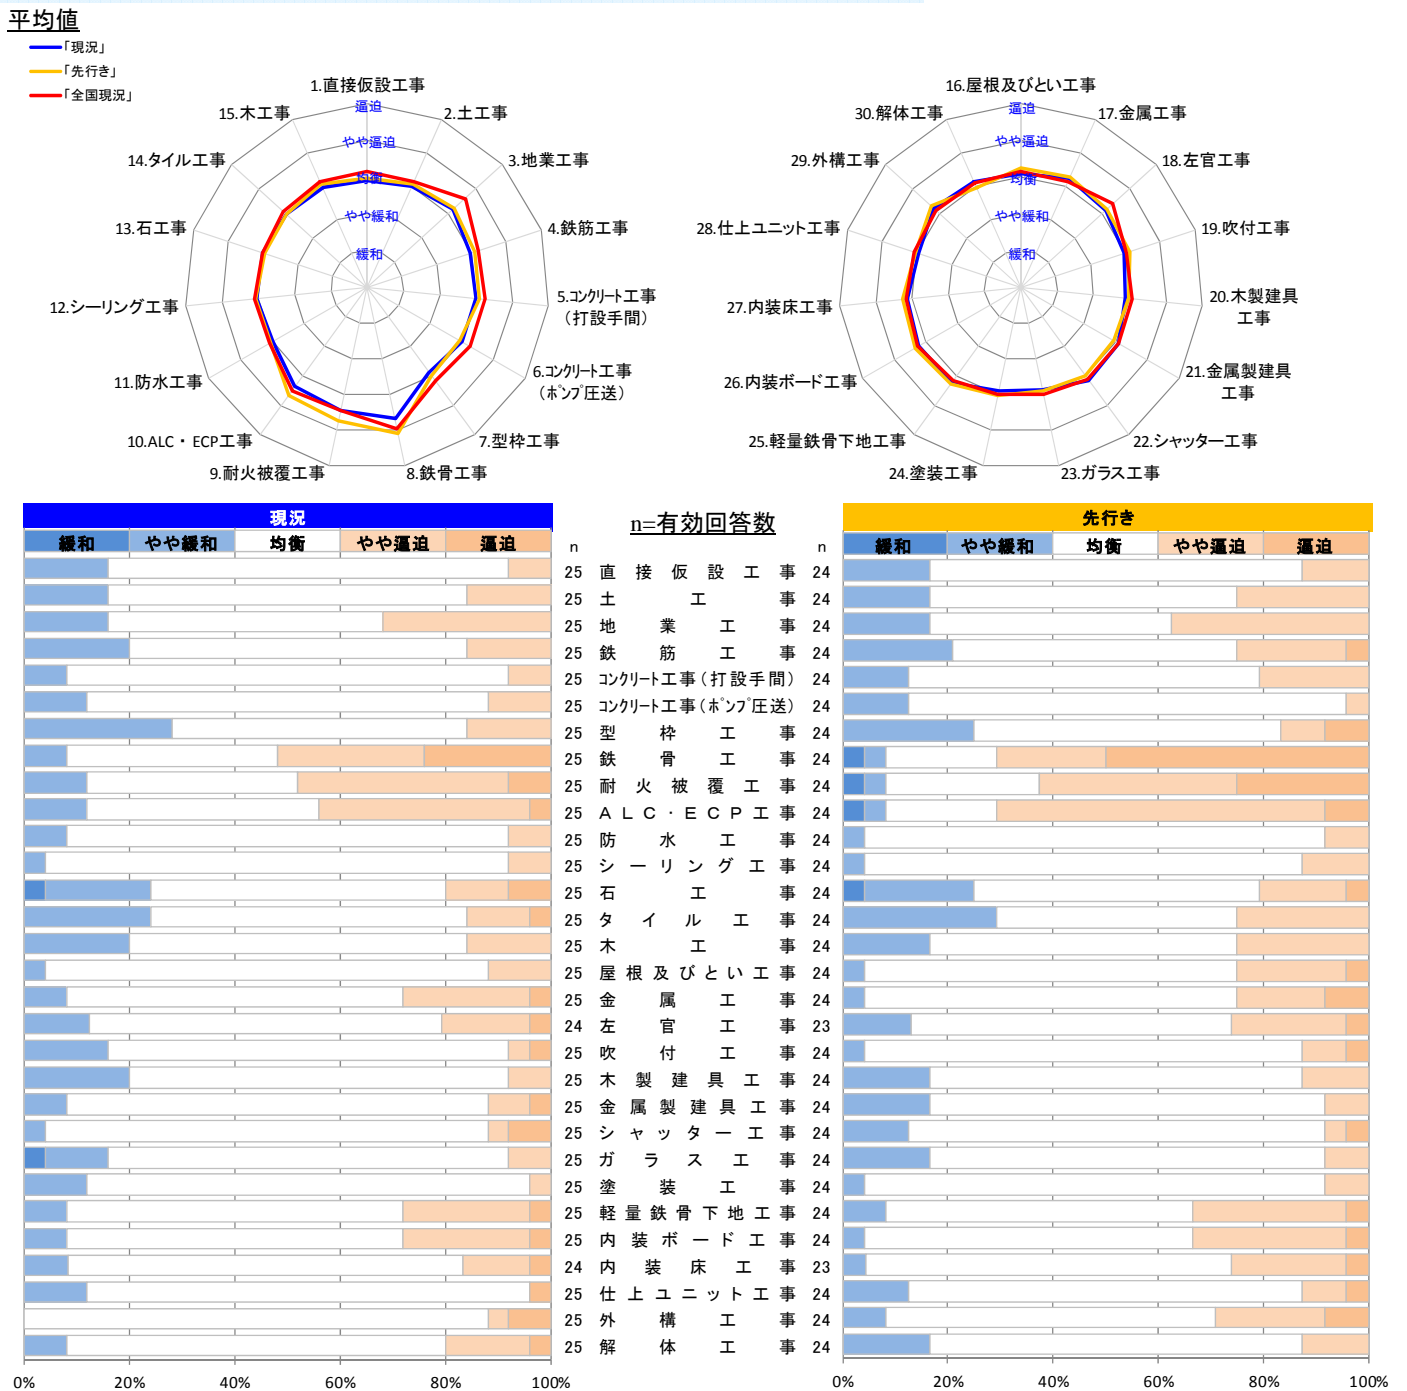 平均値
「現況」
「先行き」
「全国現況」
1.直接仮設工事
2.土工事
3.地業工事
4.鉄筋工事
5.コンクリート工事
（打設手間）
6.コンクリート工事
（ポンプ圧送）
7.型枠工事
8.鉄骨工事
9.耐火被覆工事
10.ALC・ECP工事
11.防水工事
12.シーリング工事
13.石工事
14.タイル工事
15.木工事
逼迫
やや逼迫
均衡
やや緩和
緩和
16.屋根及びとい工事
17.金属工事
18.左官工事
19.吹付工事
20.木製建具
工事
21.金属製建具
工事
22.シャッター工事
23.ガラス工事
24.塗装工事
25.軽量鉄骨下地工事
26.内装ボード工事
27.内装床工事
28.仕上ユニット工事
29.外構工事
30.解体工事
逼迫
やや逼迫
均衡
やや緩和
緩和
現況
n=有効回答数
先行き
緩和 やや緩和 均衡 やや逼迫 逼迫 n n 緩和 やや緩和 均衡 やや逼迫 逼迫
25 直接仮設工事 24
25 土工事 24
25 地業工事 24
25 鉄筋工事 24
25 コンクリート工事(打設手間) 24
25 コンクリート工事(ポンプ圧送) 24
25 型枠工事 24
25 鉄骨工事 24
25 耐火被覆工事 24
25 ALC・ECP工事 24
25 防水工事 24
25 シーリング工事 24
25 石工事 24
25 タイル工事 24
25 木工事 24
25 屋根及びとい工事 24
25 金属工事 24
24 左官工事 23
25 吹付工事 24
25 木製建具工事 24
25 金属製建具工事 24
25 シャッター工事 24
25 ガラス工事 24
25 塗装工事 24
25 軽量鉄骨下地工事 24
25 内装ボード工事 24
24 内装床工事 23
25 仕上ユニット工事 24
25 外構工事 24
25 解体工事 24
0% 20% 40% 60% 80% 100% 0% 20% 40% 60% 80% 100%